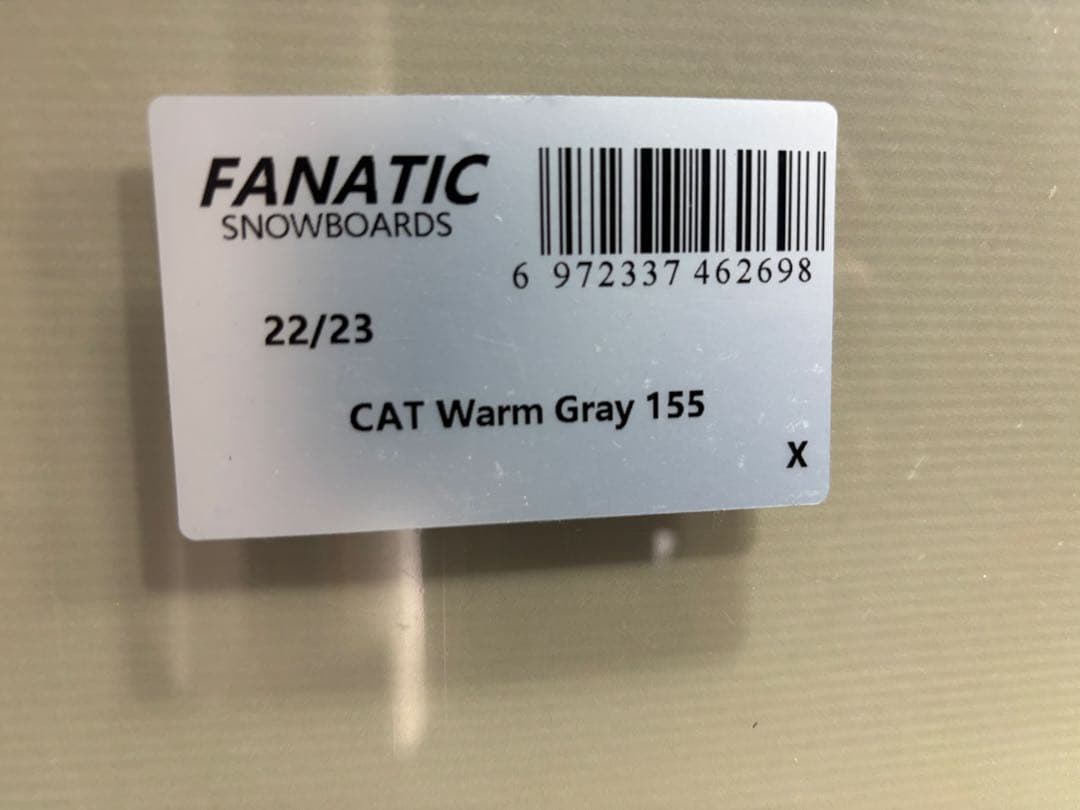 FANATIC
SNOWBOARDS
6 972337 462698
22/23
CAT Warm Gray 155
X